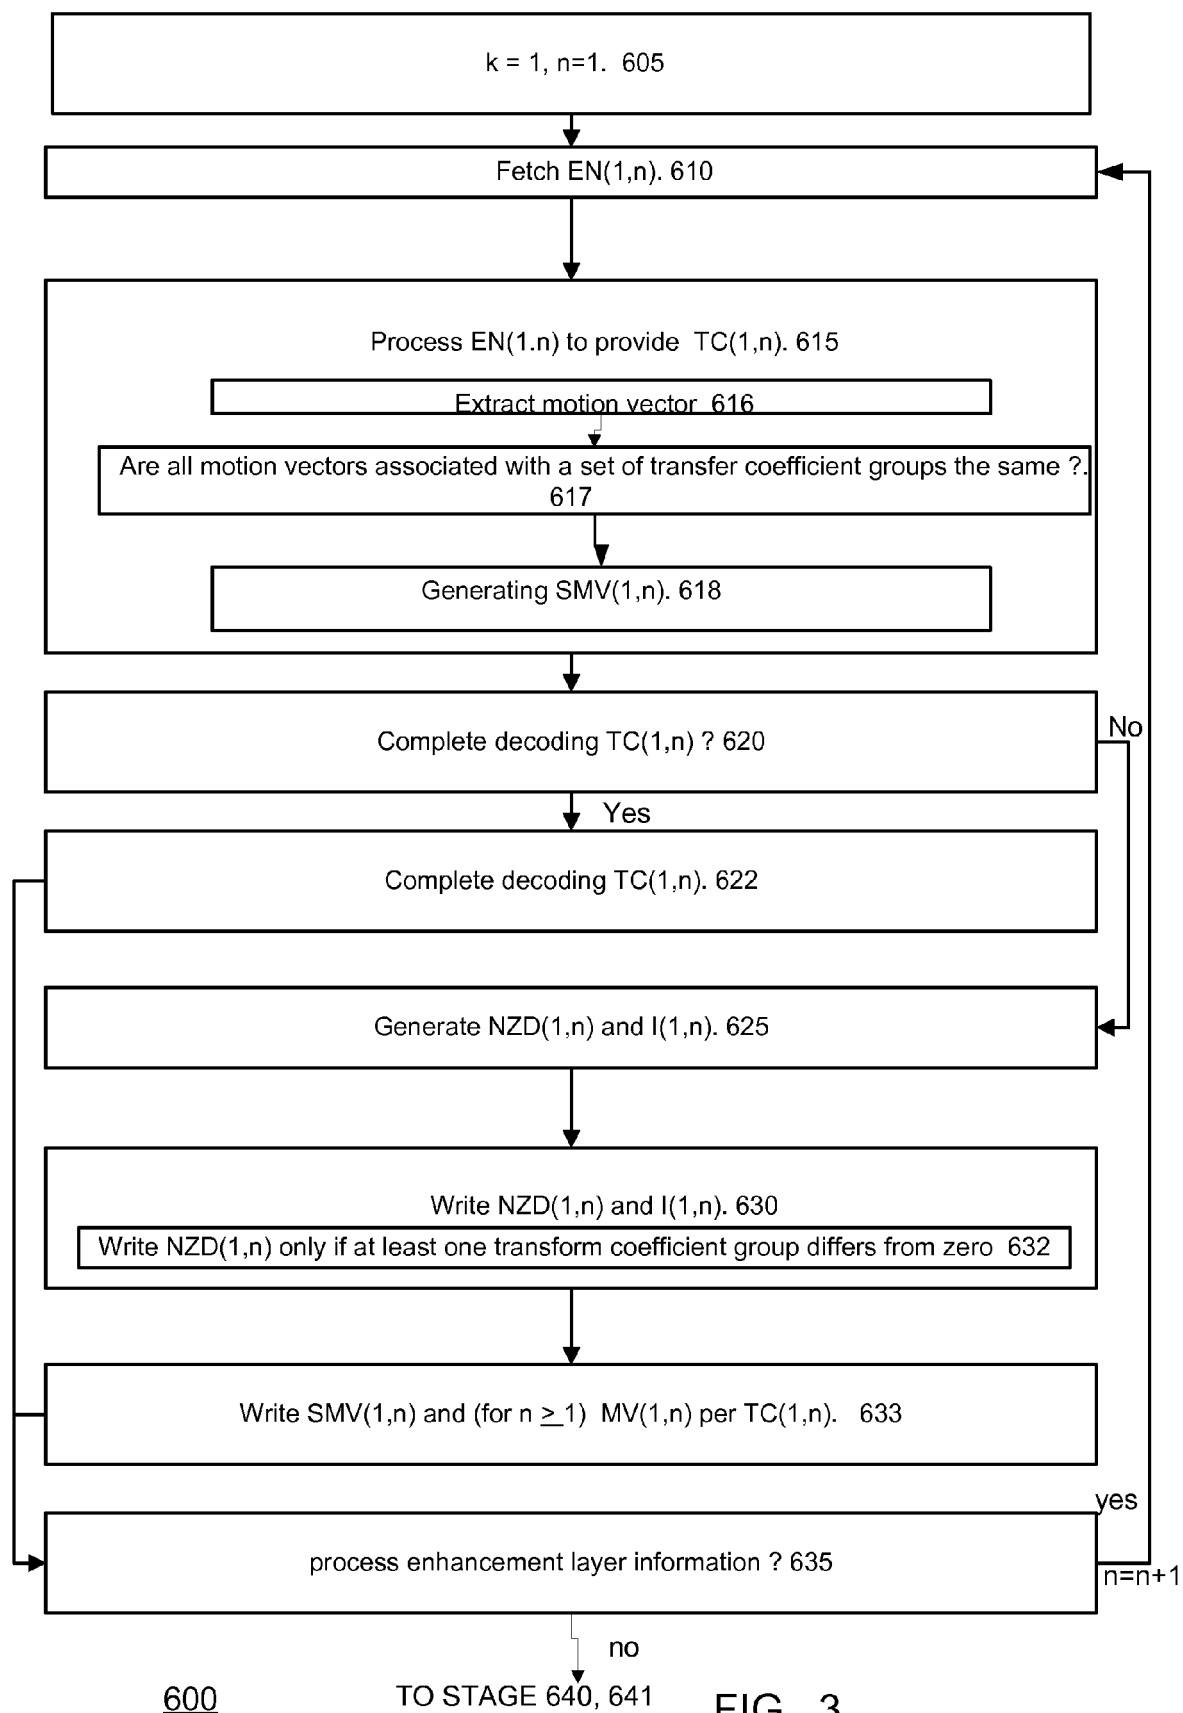 k = 1, n=1. 605
Fetch EN(1,n). 610
Process EN(1.n) to provide TC(1,n). 615
Extract motion vector 616
Are all motion vectors associated with a set of transfer coefficient groups the same ?.
617
Generating SMV(1,n). 618
Complete decoding TC(1,n) ? 620
No
Yes
Complete decoding TC(1,n). 622
Generate NZD(1,n) and I(1,n). 625
Write NZD(1,n) and I(1,n). 630
Write NZD(1,n) only if at least one transform coefficient group differs from zero 632
Write SMV(1,n) and (for n ≥ 1) MV(1,n) per TC(1,n). 633
yes
process enhancement layer information ? 635
n=n+1
no
600
TO STAGE 640, 641
FIG. 3